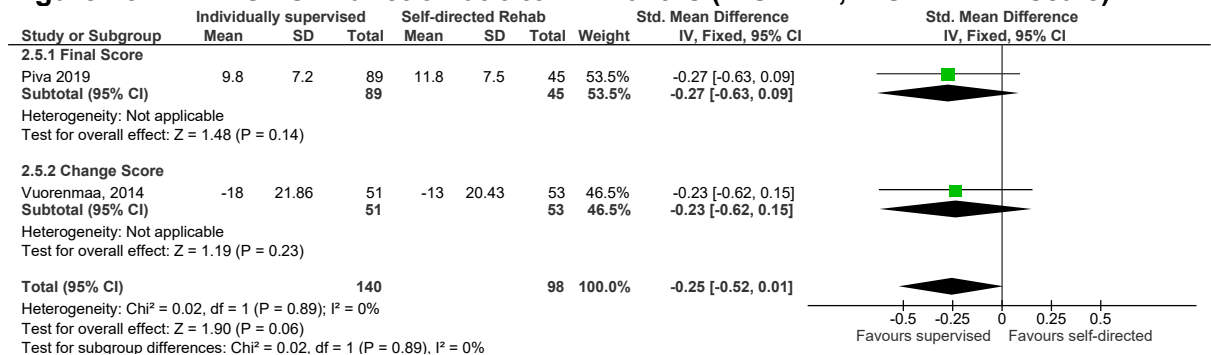 Individually supervised Self-directed Rehab Std. Mean Difference Std. Mean Difference
Study or Subgroup Mean SD Total Mean SD Total Weight IV, Fixed, 95% CI IV, Fixed, 95% CI
2.5.1 Final Score
Piva 2019 9.8 7.2 89 11.8 7.5 45 53.5% -0.27 [-0.63, 0.09]
Subtotal (95% CI) 89 45 53.5% -0.27 [-0.63, 0.09]
Heterogeneity: Not applicable
Test for overall effect: Z = 1.48 (P = 0.14)
2.5.2 Change Score
Vuorenmaa, 2014 -18 21.86 51 -13 20.43 53 46.5% -0.23 [-0.62, 0.15]
Subtotal (95% CI) 51 53 46.5% -0.23 [-0.62, 0.15]
Heterogeneity: Not applicable
Test for overall effect: Z = 1.19 (P = 0.23)
Total (95% CI) 140 98 100.0% -0.25 [-0.52, 0.01]
Heterogeneity: Chi² = 0.02, df = 1 (P = 0.89); I² = 0%
Test for overall effect: Z = 1.90 (P = 0.06)
Test for subgroup differences: Chi² = 0.02, df = 1 (P = 0.89), I² = 0%
-0.5 -0.25 0 0.25 0.5
Favours supervised Favours self-directed